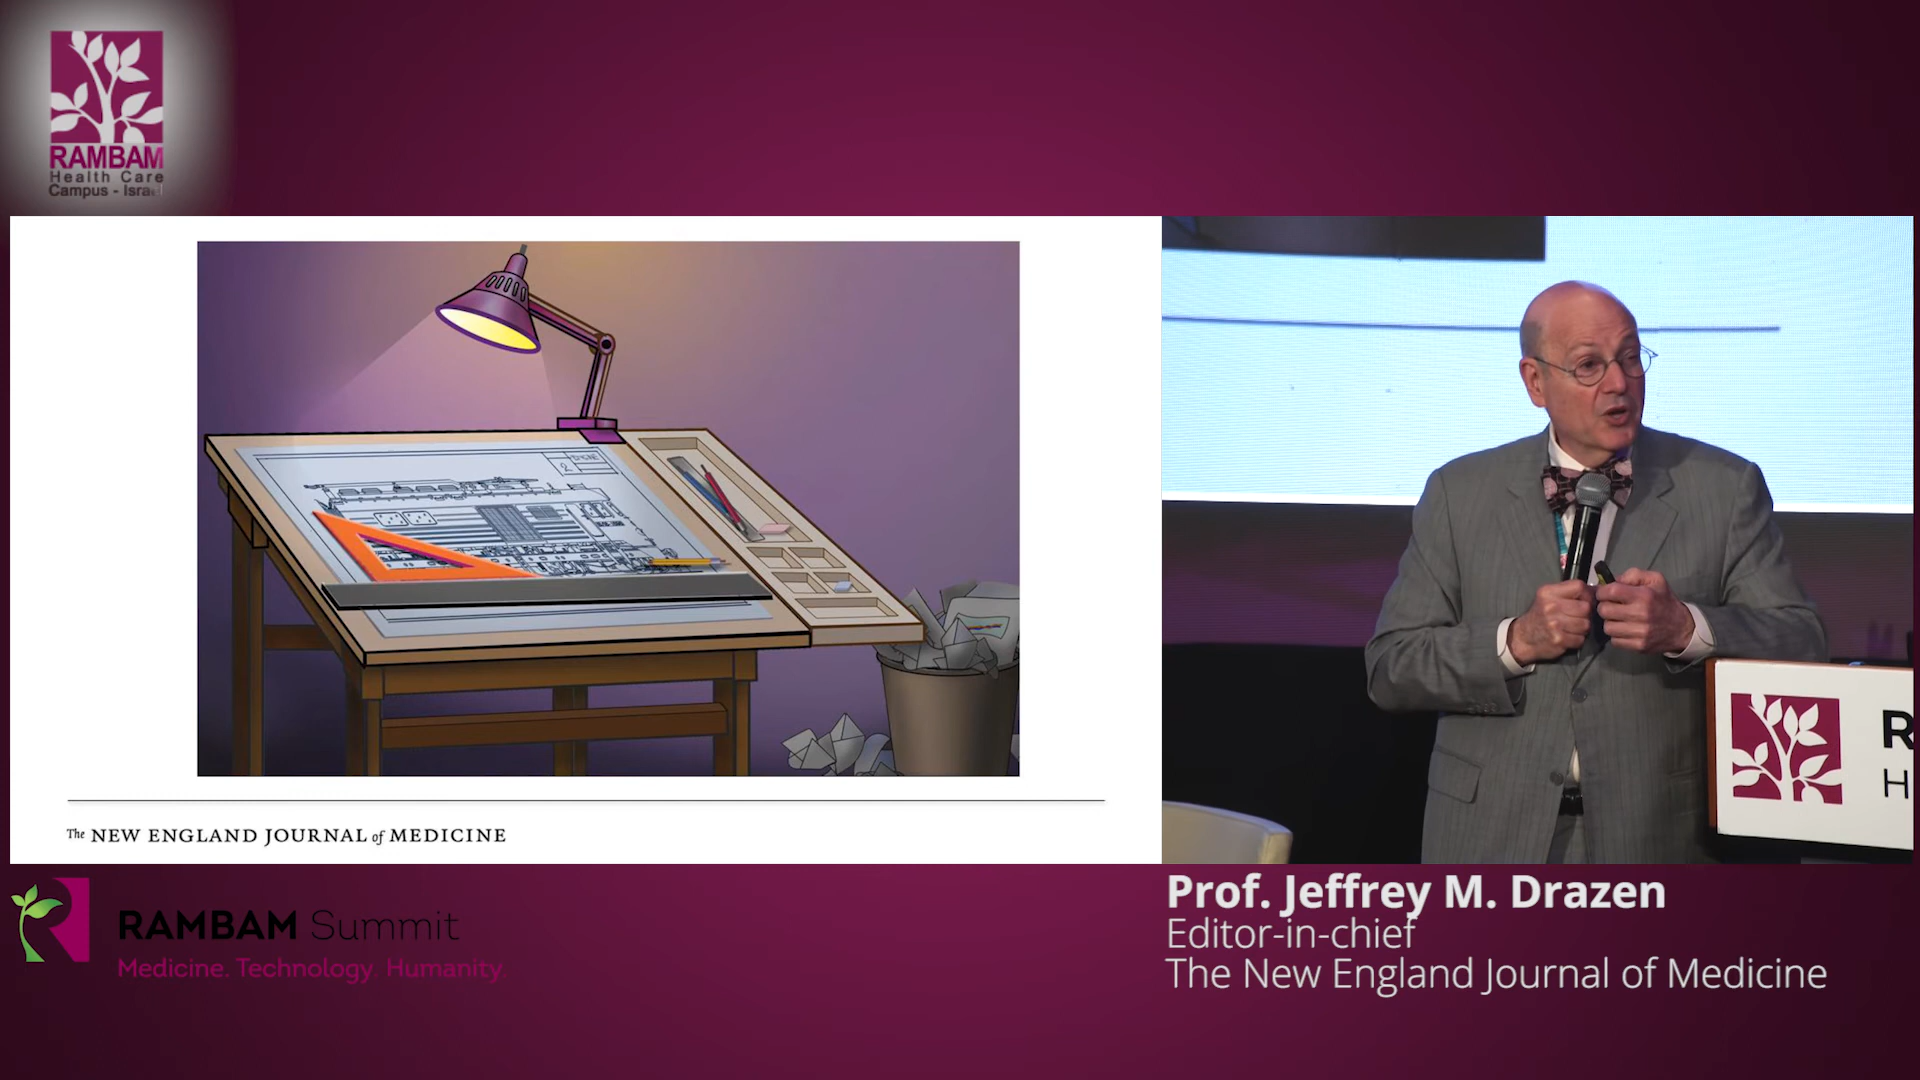 RAMBAM
Health Care
Campus - Israel
The NEW ENGLAND JOURNAL of MEDICINE
R
H
RAMBAM Summit
Medicine. Technology. Humanity.
Prof. Jeffrey M. Drazen
Editor-in-chief
The New England Journal of Medicine